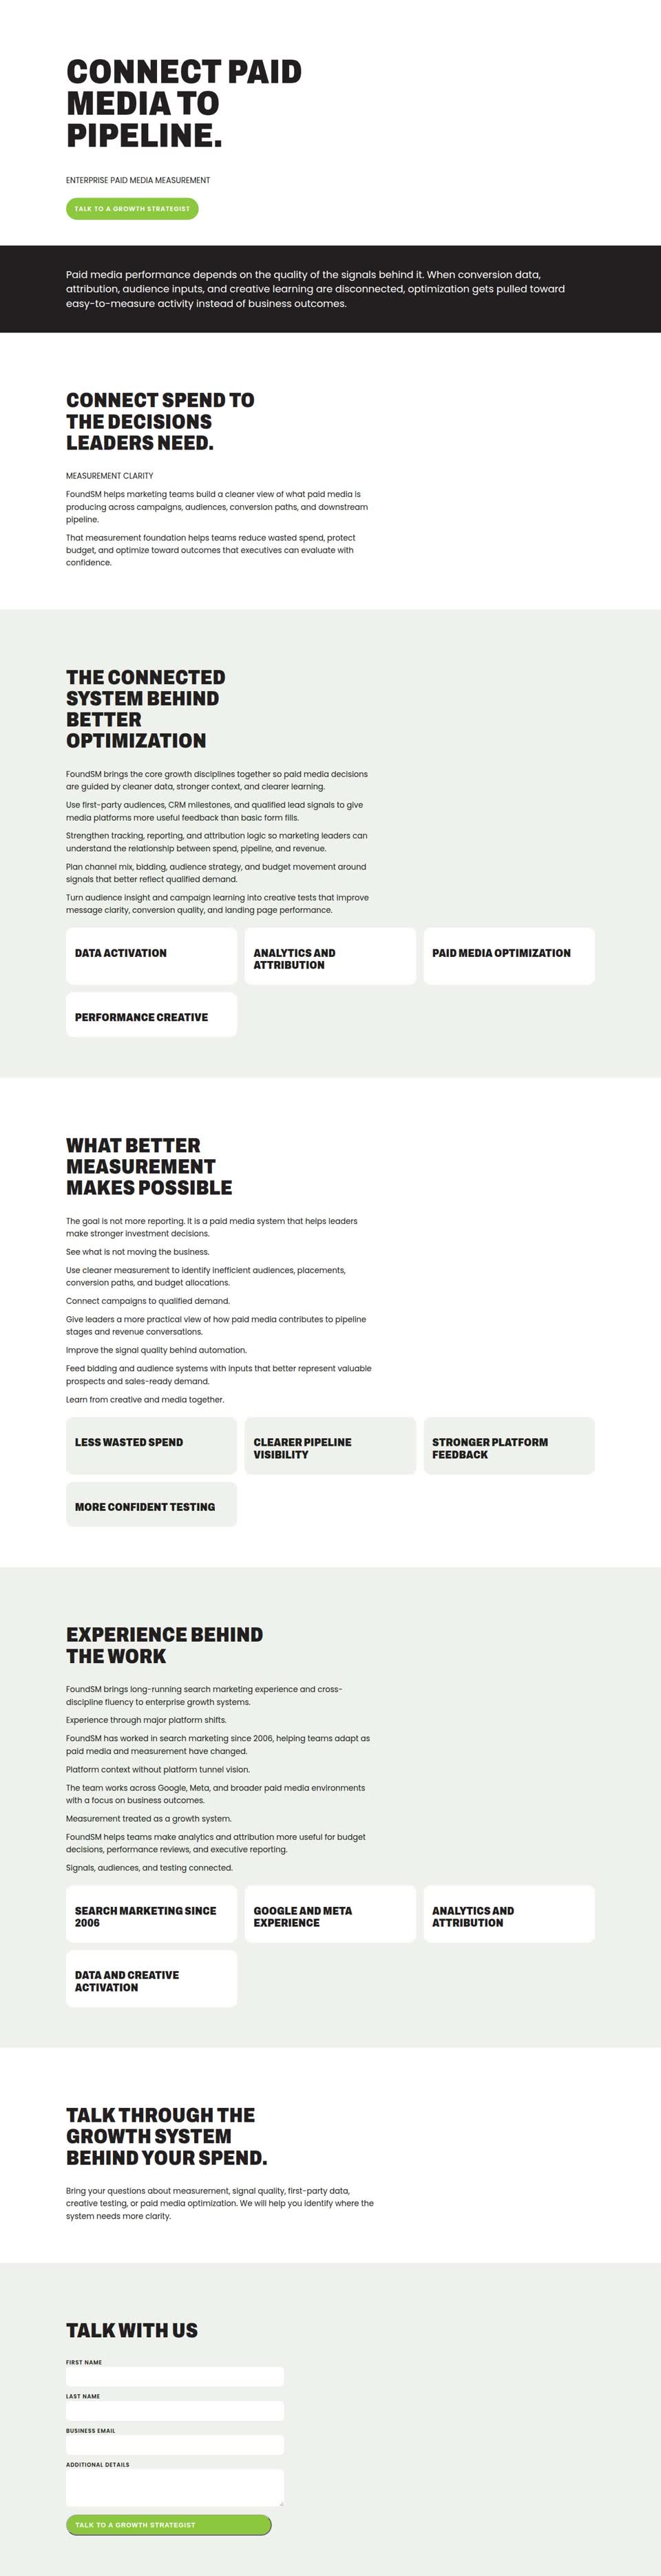 CONNECT PAID
MEDIA TO
PIPELINE.
ENTERPRISE PAID MEDIA MEASUREMENT
TALK TO A GROWTH STRATEGIST
Paid media performance depends on the quality of the signals behind it. When conversion data,
attribution, audience inputs, and creative learning are disconnected, optimization gets pulled toward
easy-to-measure activity instead of business outcomes.
CONNECT SPEND TO
THE DECISIONS
LEADERS NEED.
MEASUREMENT CLARITY
FoundSM helps marketing teams build a cleaner view of what paid media is
producing across campaigns, audiences, conversion paths, and downstream
pipeline.
That measurement foundation helps teams reduce wasted spend, protect
budget, and optimize toward outcomes that executives can evaluate with
confidence.
THE CONNECTED
SYSTEM BEHIND
BETTER
OPTIMIZATION
FoundSM brings the core growth disciplines together so paid media decisions
are guided by cleaner data, stronger context, and clearer learning.
Use first-party audiences, CRM milestones, and qualified lead signals to give
media platforms more useful feedback than basic form fills.
Strengthen tracking, reporting, and attribution logic so marketing leaders can
understand the relationship between spend, pipeline, and revenue.
Plan channel mix, bidding, audience strategy, and budget movement around
signals that better reflect qualified demand.
Turn audience insight and campaign learning into creative tests that improve
message clarity, conversion quality, and landing page performance.
DATA ACTIVATION
ANALYTICS AND
ATTRIBUTION
PAID MEDIA OPTIMIZATION
PERFORMANCE CREATIVE
WHAT BETTER
MEASUREMENT
MAKES POSSIBLE
The goal is not more reporting. It is a paid media system that helps leaders
make stronger investment decisions.
See what is not moving the business.
Use cleaner measurement to identify inefficient audiences, placements,
conversion paths, and budget allocations.
Connect campaigns to qualified demand.
Give leaders a more practical view of how paid media contributes to pipeline
stages and revenue conversations.
Improve the signal quality behind automation.
Feed bidding and audience systems with inputs that better represent valuable
prospects and sales-ready demand.
Learn from creative and media together.
LESS WASTED SPEND
CLEARER PIPELINE
VISIBILITY
STRONGER PLATFORM
FEEDBACK
MORE CONFIDENT TESTING
EXPERIENCE BEHIND
THE WORK
FoundSM brings long-running search marketing experience and cross-
discipline fluency to enterprise growth systems.
Experience through major platform shifts.
FoundSM has worked in search marketing since 2006, helping teams adapt as
paid media and measurement have changed.
Platform context without platform tunnel vision.
The team works across Google, Meta, and broader paid media environments
with a focus on business outcomes.
Measurement treated as a growth system.
FoundSM helps teams make analytics and attribution more useful for budget
decisions, performance reviews, and executive reporting.
Signals, audiences, and testing connected.
SEARCH MARKETING SINCE
2006
GOOGLE AND META
EXPERIENCE
ANALYTICS AND
ATTRIBUTION
DATA AND CREATIVE
ACTIVATION
TALK THROUGH THE
GROWTH SYSTEM
BEHIND YOUR SPEND.
Bring your questions about measurement, signal quality, first-party data,
creative testing, or paid media optimization. We will help you identify where the
system needs more clarity.
TALK WITH US
FIRST NAME
LAST NAME
BUSINESS EMAIL
ADDITIONAL DETAILS
TALK TO A GROWTH STRATEGIST